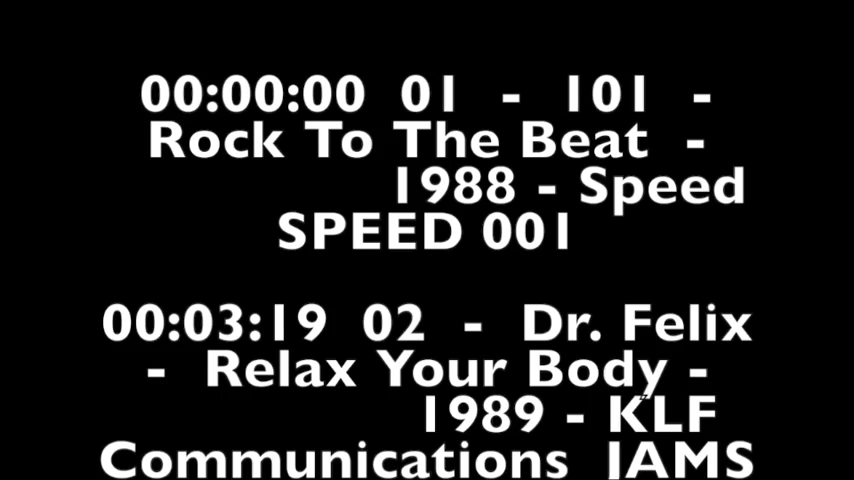 00:00:00 01 - 101 -
Rock To The Beat -
1988 - Speed
SPEED 001
00:03:19 02 - Dr. Felix
- Relax Your Body -
1989 - KLF
Communications JAMS